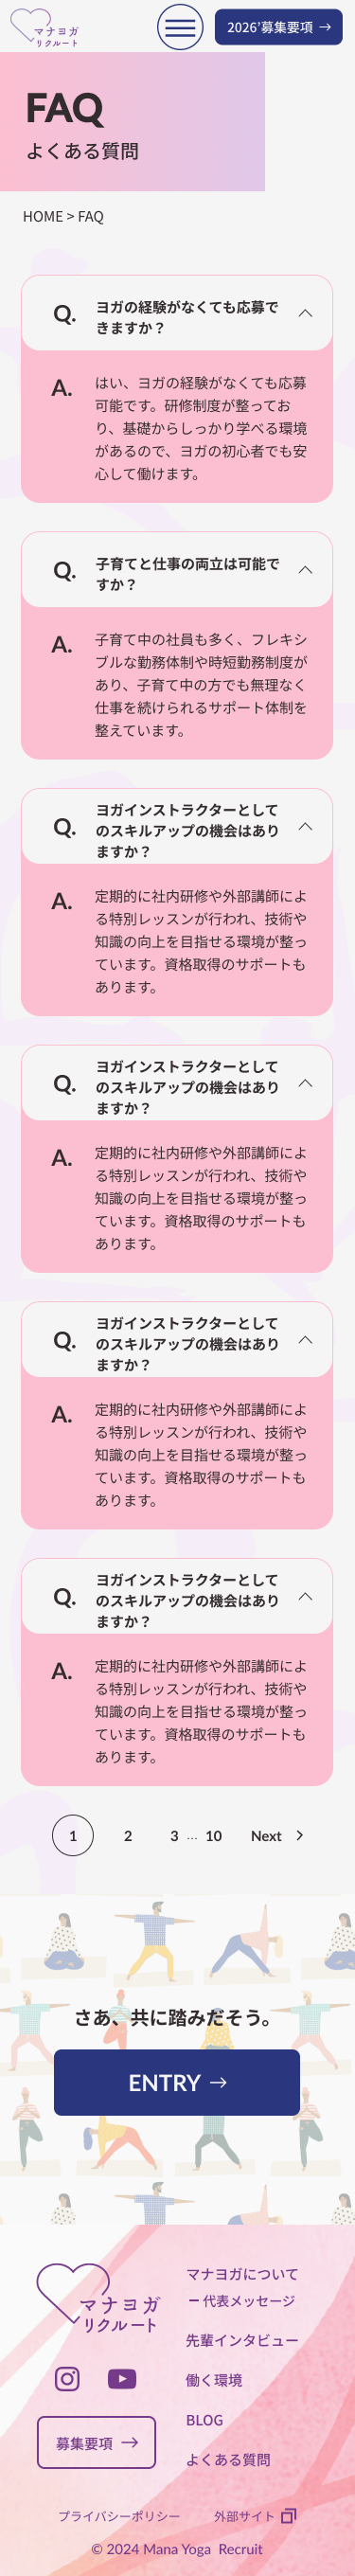 マナヨガ
リクルート
2026'募集要項 →
FAQ
よくある質問
HOME > FAQ
Q. ヨガの経験がなくても応募で
きますか？
A. はい、ヨガの経験がなくても応募
可能です。研修制度が整ってお
り、基礎からしっかり学べる環境
があるので、ヨガの初心者でも安
心して働けます。
Q. 子育てと仕事の両立は可能で
すか？
A. 子育て中の社員も多く、フレキシ
ブルな勤務体制や時短勤務制度が
あり、子育て中の方でも無理なく
仕事を続けられるサポート体制を
整えています。
Q. ヨガインストラクターとして
のスキルアップの機会はあり
ますか？
A. 定期的に社内研修や外部講師によ
る特別レッスンが行われ、技術や
知識の向上を目指せる環境が整っ
ています。資格取得のサポートも
あります。
Q. ヨガインストラクターとして
のスキルアップの機会はあり
ますか？
A. 定期的に社内研修や外部講師によ
る特別レッスンが行われ、技術や
知識の向上を目指せる環境が整っ
ています。資格取得のサポートも
あります。
Q. ヨガインストラクターとして
のスキルアップの機会はあり
ますか？
A. 定期的に社内研修や外部講師によ
る特別レッスンが行われ、技術や
知識の向上を目指せる環境が整っ
ています。資格取得のサポートも
あります。
Q. ヨガインストラクターとして
のスキルアップの機会はあり
ますか？
A. 定期的に社内研修や外部講師によ
る特別レッスンが行われ、技術や
知識の向上を目指せる環境が整っ
ています。資格取得のサポートも
あります。
1 2 3 … 10 Next >
さあ、共に踏みだそう。
ENTRY →
マナヨガ
リクルート
募集要項 →
マナヨガについて
ー 代表メッセージ
先輩インタビュー
働く環境
BLOG
よくある質問
プライバシーポリシー 外部サイト
© 2024 Mana Yoga Recruit